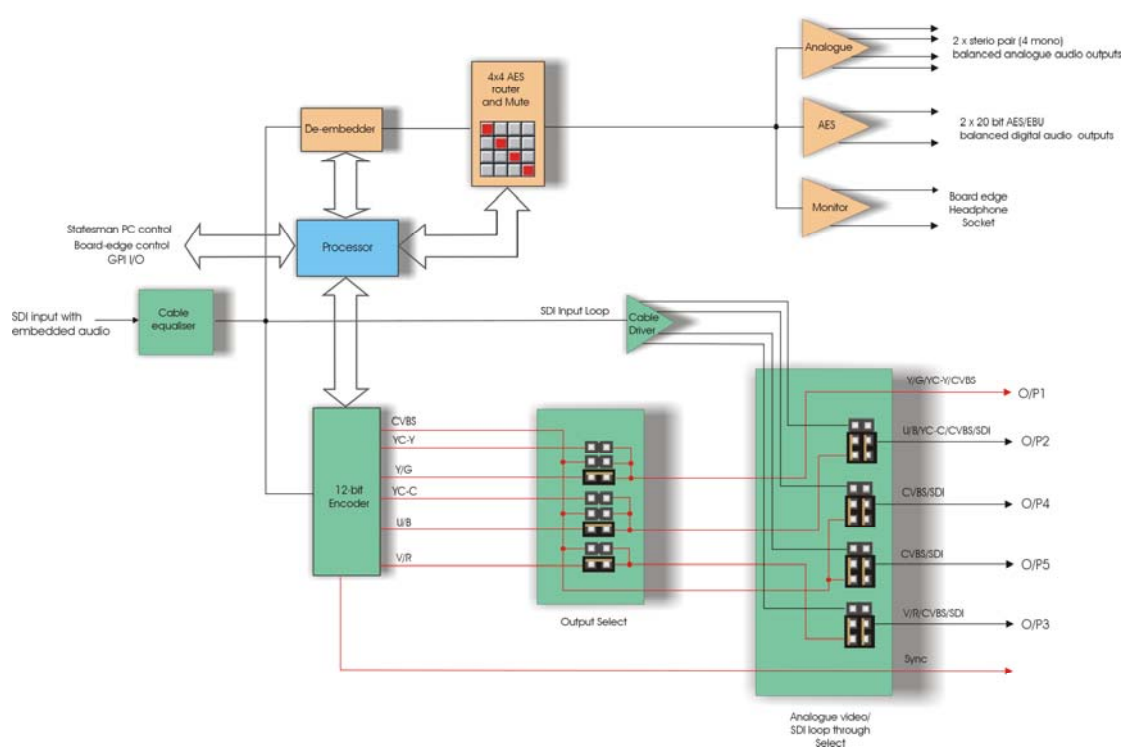 Analogue
2 x sterio pair (4 mono)
balanced analogue audio outputs
4x4 AES
router
and Mute
De-embedder
AES
2 x 20 bit AES/EBU
balanced digital audio outputs
Monitor
Board edge
Headphone
Socket
Statesman PC control
Board-edge control
GPI I/O
Processor
SDI input with
embedded audio
Cable
equaliser
SDI Input Loop
Cable
Driver
Y/G/YC-Y/CVBS
O/P1
U/B/YC-C/CVBS/SDI
O/P2
CVBS/SDI
O/P4
CVBS/SDI
O/P5
V/R/CVBS/SDI
O/P3
Sync
12-bit
Encoder
CVBS
YC-Y
Y/G
YC-C
U/B
V/R
Output Select
Analogue video/
SDI loop through
Select